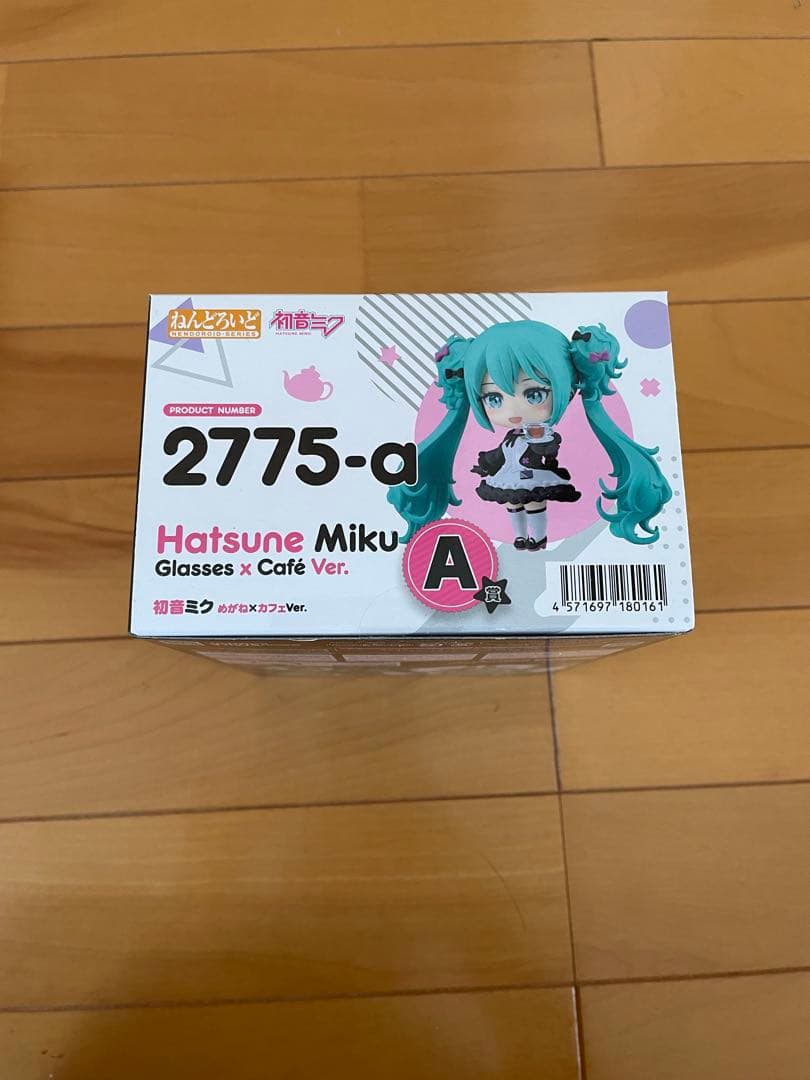 ねんどろいど
NENDOROID-SERIES
初音ミク
HATSUNE MIKU
PRODUCT NUMBER
2775-a
Hatsune Miku
Glasses x Café Ver.
初音ミク めがね×カフェVer.
A
賞
4 571697 180161